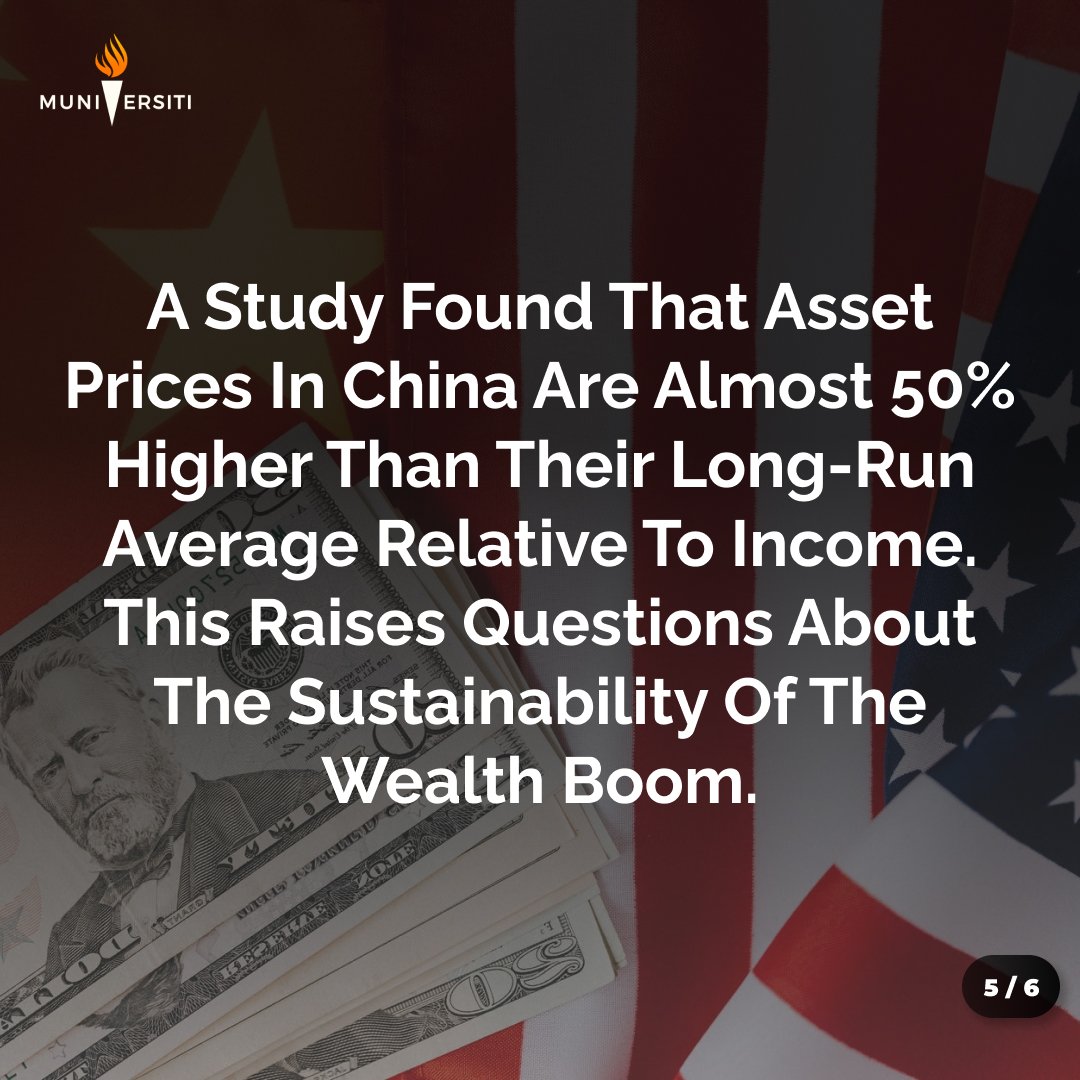 MUNIVERSITI
A Study Found That Asset
Prices In China Are Almost 50%
Higher Than Their Long-Run
Average Relative To Income.
This Raises Questions About
The Sustainability Of The
Wealth Boom.
5 / 6